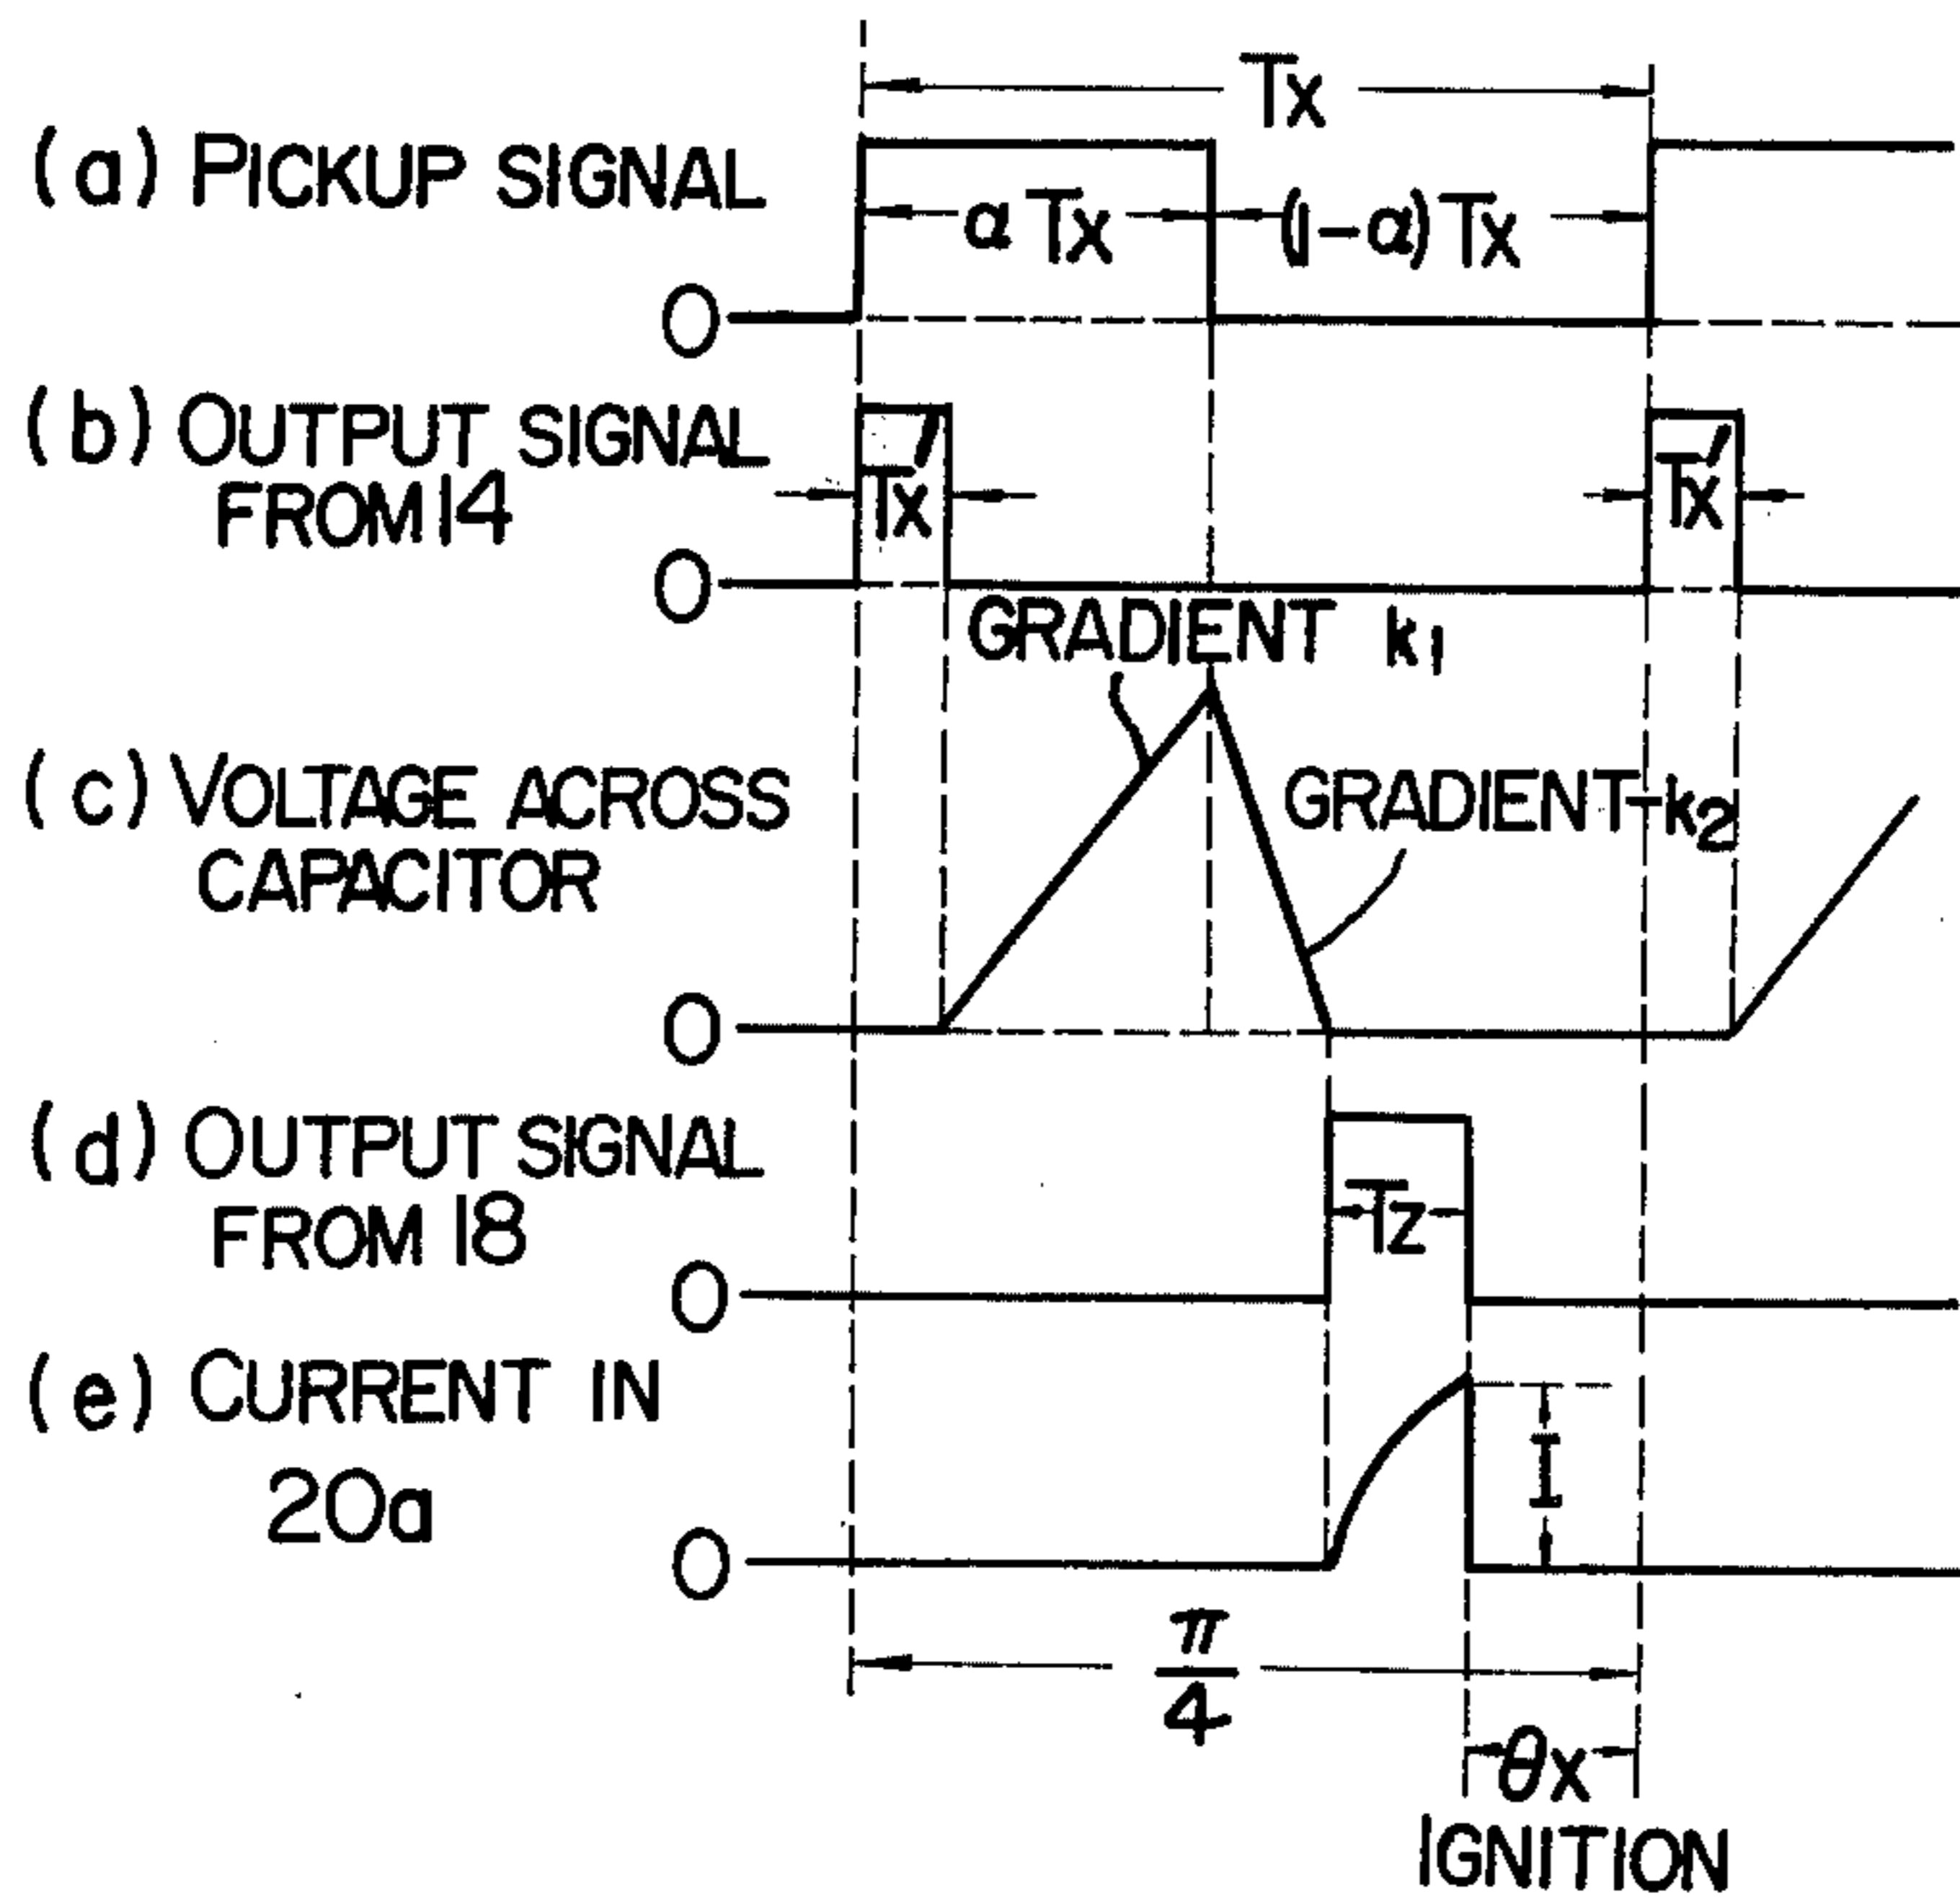 Tx
(a) PICKUP SIGNAL
α Tx
(1-α) Tx
0
(b) OUTPUT SIGNAL
FROM 14
Tx'
Tx'
0
GRADIENT k1
(c) VOLTAGE ACROSS
CAPACITOR
GRADIENT -k2
0
(d) OUTPUT SIGNAL
FROM 18
Tz
0
(e) CURRENT IN
20a
I
0
π
4
θx
IGNITION